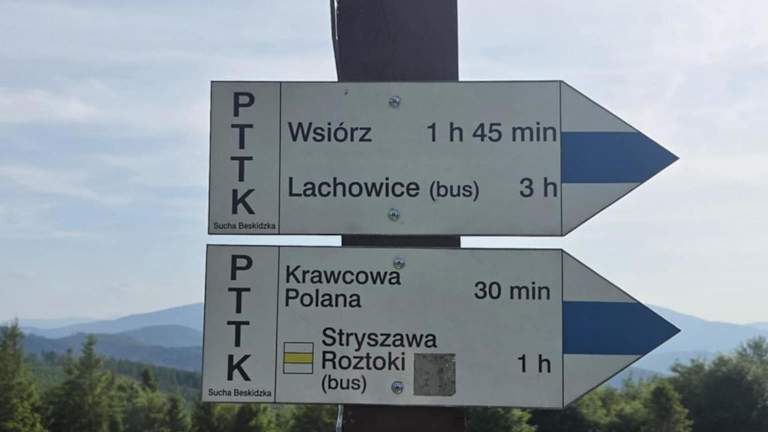 PTTK
Sucha Beskidzka
Wsiórz 1 h 45 min
Lachowice (bus) 3 h
PTTK
Sucha Beskidzka
Krawcowa
Polana 30 min
Stryszawa
Roztoki 1 h
(bus)